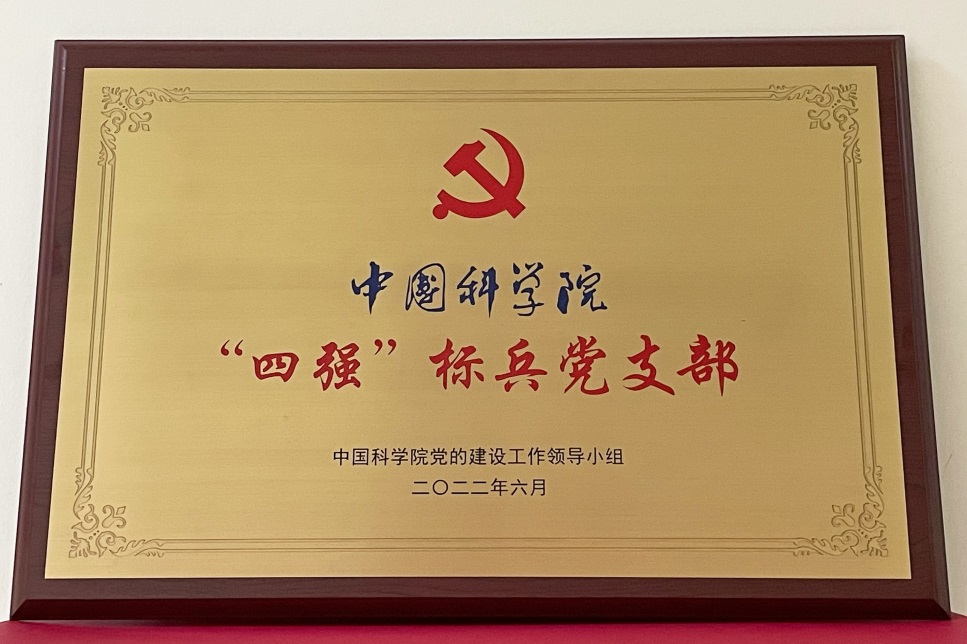 中国科学院
“四强”标兵党支部
中国科学院党的建设工作领导小组
二〇二二年六月